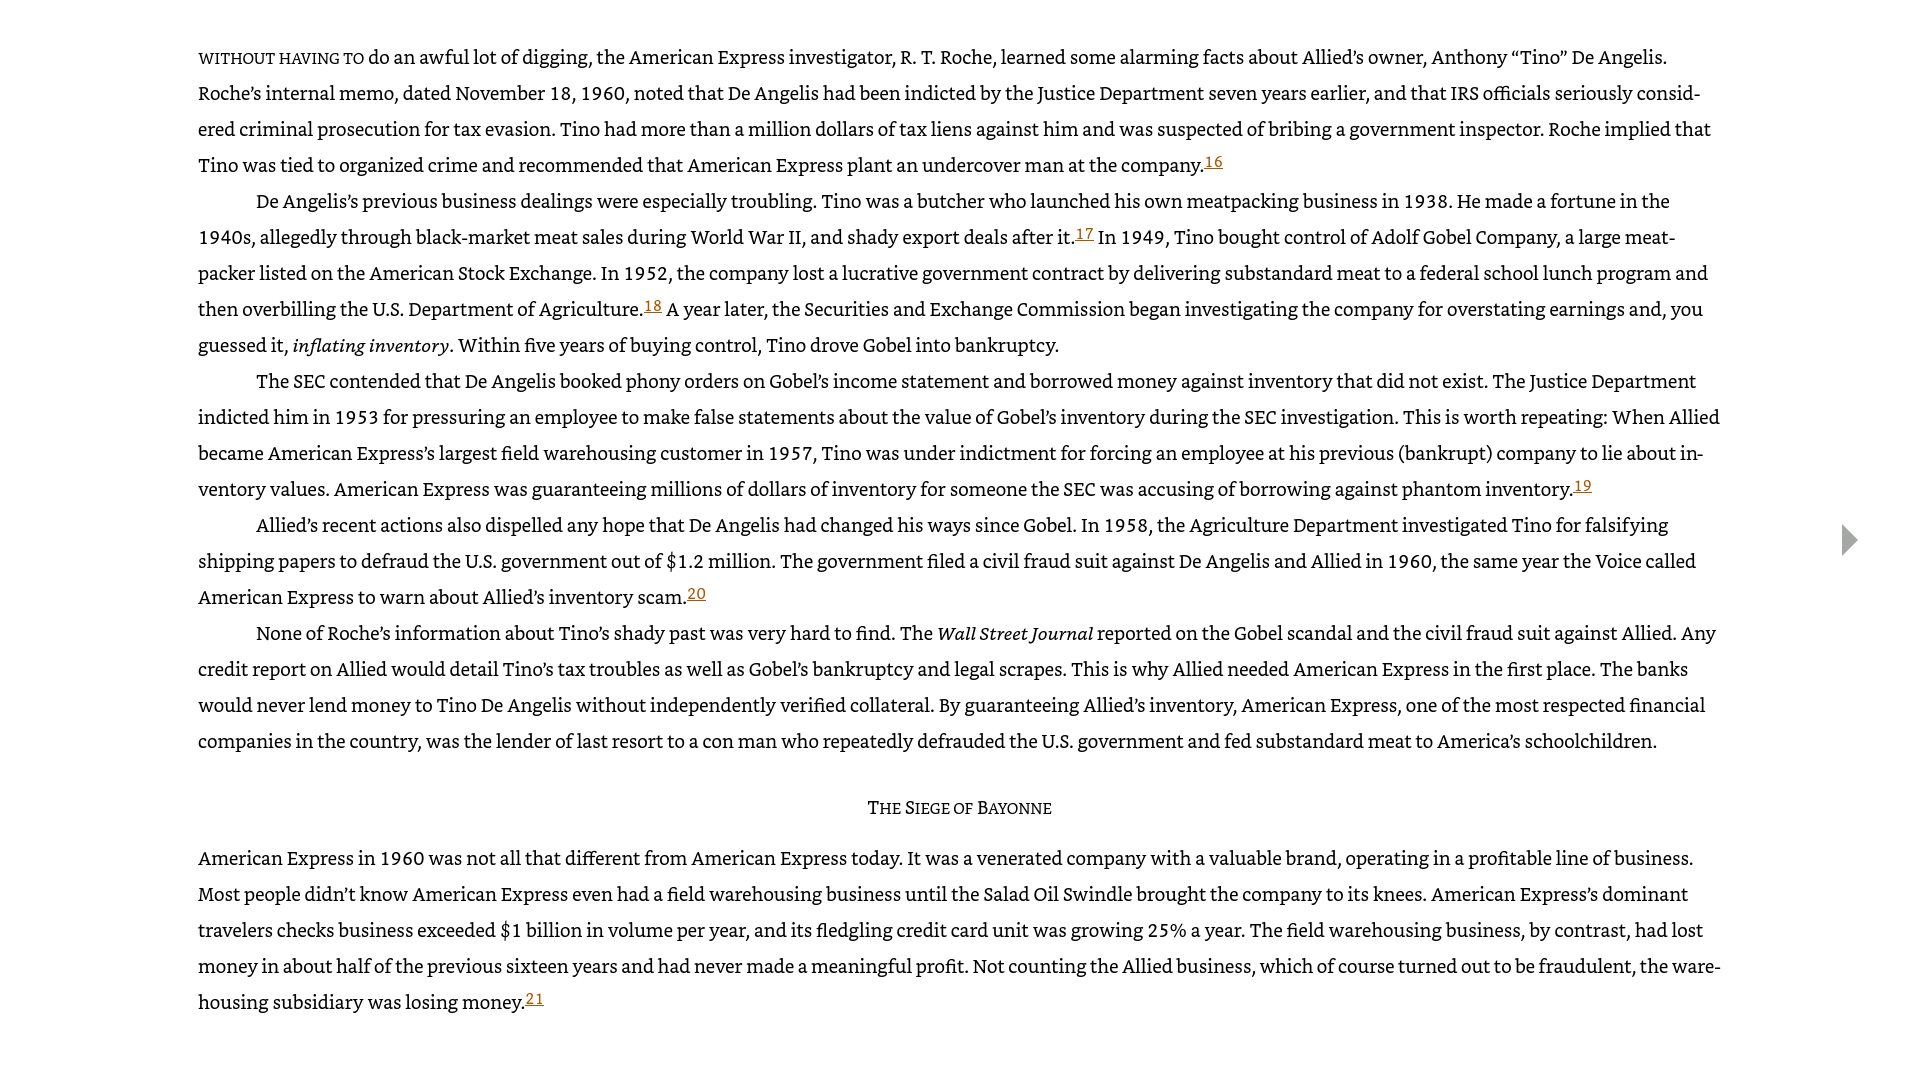 WITHOUT HAVING TO do an awful lot of digging, the American Express investigator, R. T. Roche, learned some alarming facts about Allied’s owner, Anthony “Tino” De Angelis.
Roche’s internal memo, dated November 18, 1960, noted that De Angelis had been indicted by the Justice Department seven years earlier, and that IRS officials seriously consid-
ered criminal prosecution for tax evasion. Tino had more than a million dollars of tax liens against him and was suspected of bribing a government inspector. Roche implied that
Tino was tied to organized crime and recommended that American Express plant an undercover man at the company.16
De Angelis’s previous business dealings were especially troubling. Tino was a butcher who launched his own meatpacking business in 1938. He made a fortune in the
1940s, allegedly through black-market meat sales during World War II, and shady export deals after it.17 In 1949, Tino bought control of Adolf Gobel Company, a large meat-
packer listed on the American Stock Exchange. In 1952, the company lost a lucrative government contract by delivering substandard meat to a federal school lunch program and
then overbilling the U.S. Department of Agriculture.18 A year later, the Securities and Exchange Commission began investigating the company for overstating earnings and, you
guessed it, inflating inventory. Within five years of buying control, Tino drove Gobel into bankruptcy.
The SEC contended that De Angelis booked phony orders on Gobel’s income statement and borrowed money against inventory that did not exist. The Justice Department
indicted him in 1953 for pressuring an employee to make false statements about the value of Gobel’s inventory during the SEC investigation. This is worth repeating: When Allied
became American Express’s largest field warehousing customer in 1957, Tino was under indictment for forcing an employee at his previous (bankrupt) company to lie about in-
ventory values. American Express was guaranteeing millions of dollars of inventory for someone the SEC was accusing of borrowing against phantom inventory.19
Allied’s recent actions also dispelled any hope that De Angelis had changed his ways since Gobel. In 1958, the Agriculture Department investigated Tino for falsifying
shipping papers to defraud the U.S. government out of $1.2 million. The government filed a civil fraud suit against De Angelis and Allied in 1960, the same year the Voice called
American Express to warn about Allied’s inventory scam.20
None of Roche’s information about Tino’s shady past was very hard to find. The Wall Street Journal reported on the Gobel scandal and the civil fraud suit against Allied. Any
credit report on Allied would detail Tino’s tax troubles as well as Gobel’s bankruptcy and legal scrapes. This is why Allied needed American Express in the first place. The banks
would never lend money to Tino De Angelis without independently verified collateral. By guaranteeing Allied’s inventory, American Express, one of the most respected financial
companies in the country, was the lender of last resort to a con man who repeatedly defrauded the U.S. government and fed substandard meat to America’s schoolchildren.
THE SIEGE OF BAYONNE
American Express in 1960 was not all that different from American Express today. It was a venerated company with a valuable brand, operating in a profitable line of business.
Most people didn’t know American Express even had a field warehousing business until the Salad Oil Swindle brought the company to its knees. American Express’s dominant
travelers checks business exceeded $1 billion in volume per year, and its fledgling credit card unit was growing 25% a year. The field warehousing business, by contrast, had lost
money in about half of the previous sixteen years and had never made a meaningful profit. Not counting the Allied business, which of course turned out to be fraudulent, the ware-
housing subsidiary was losing money.21